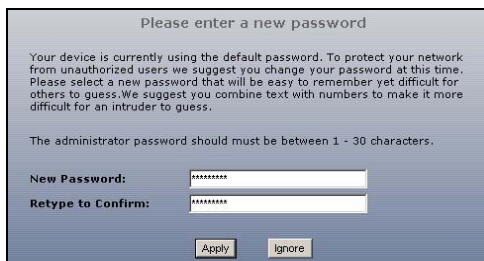 Please enter a new password
Your device is currently using the default password. To protect your network
from unauthorized users we suggest you change your password at this time.
Please select a new password that will be easy to remember yet difficult for
others to guess.We suggest you combine text with numbers to make it more
difficult for an intruder to guess.
The administrator password should must be between 1 - 30 characters.
New Password: *********
Retype to Confirm: *********
Apply Ignore